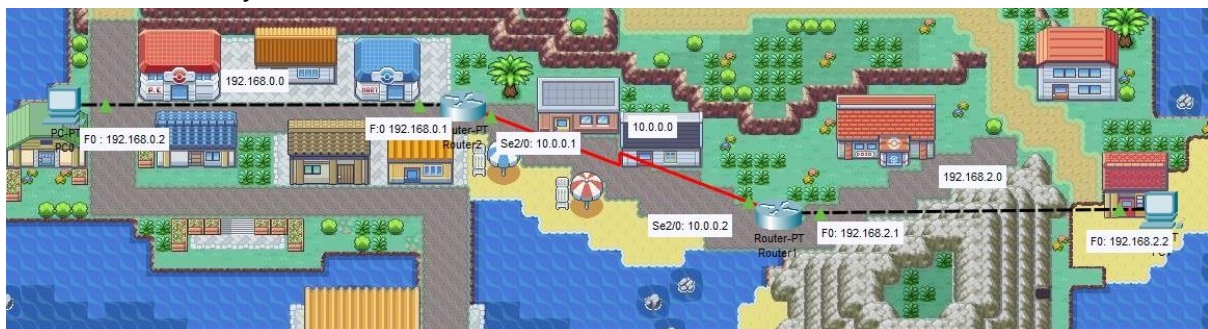 192.168.0.0
PC-PT
PC0
F0 : 192.168.0.2
F:0 192.168.0.1
Router2
Se2/0: 10.0.0.1
10.0.0.0
192.168.2.0
Se2/0: 10.0.0.2
Router-PT
Router1
F0: 192.168.2.1
F0: 192.168.2.2